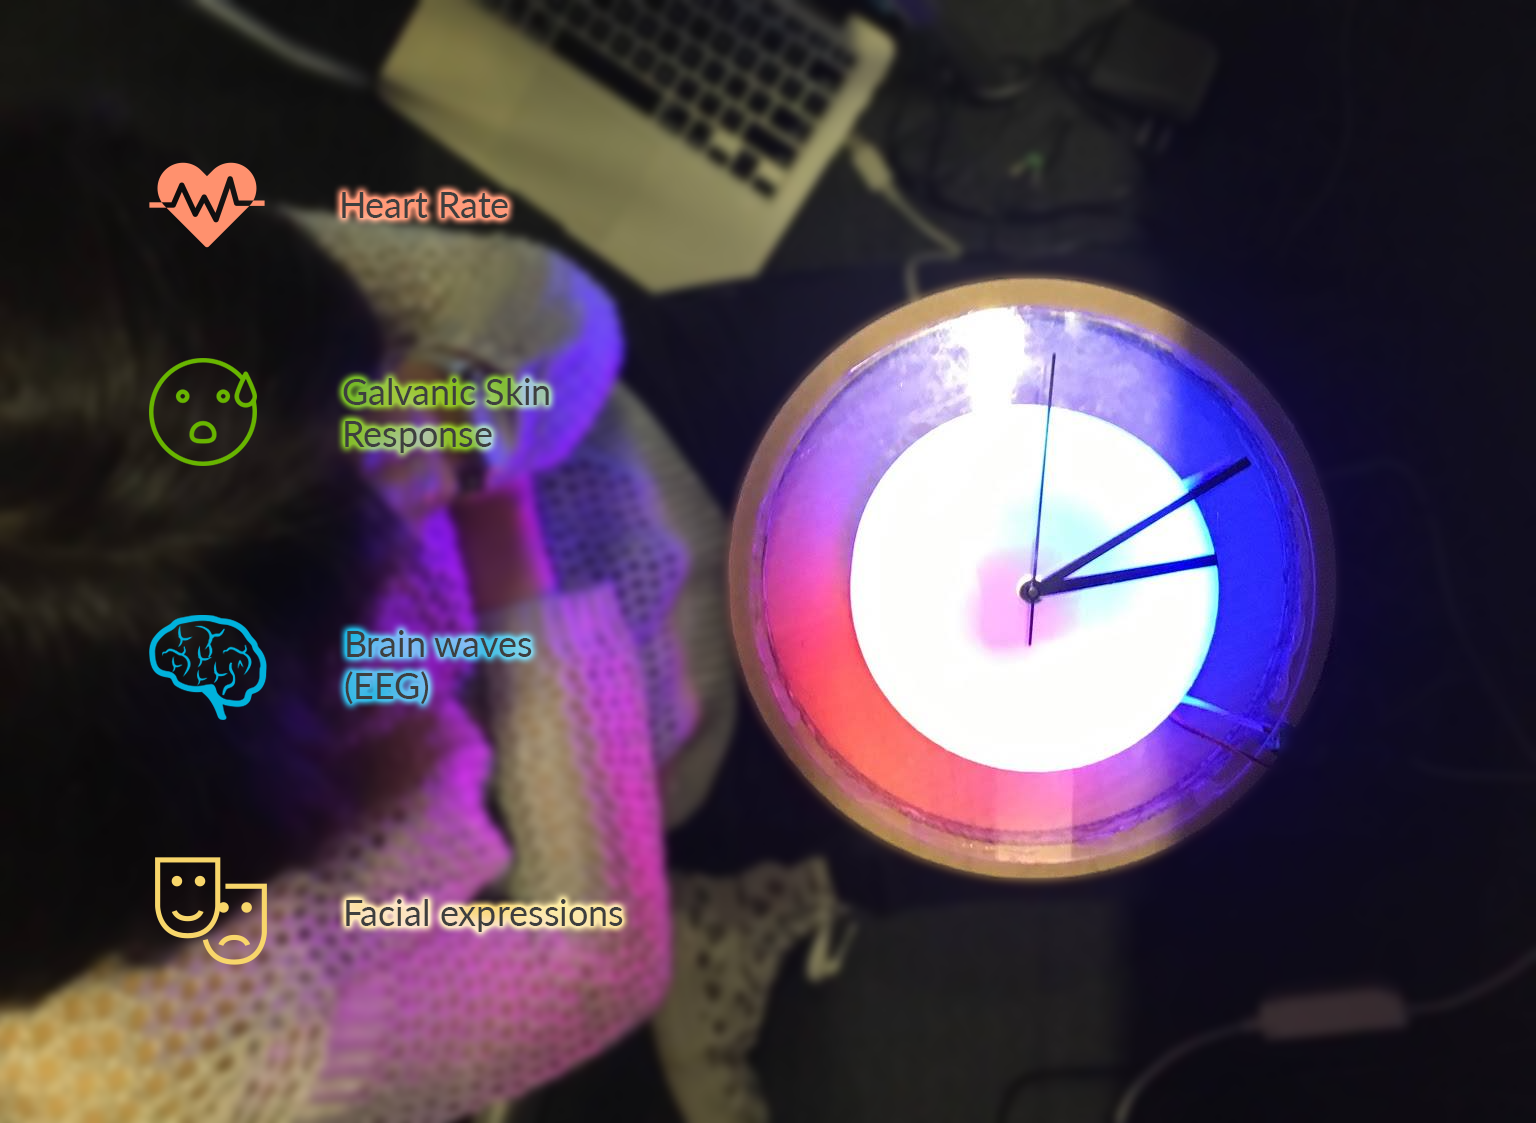 Heart Rate
Galvanic Skin
Response
Brain waves
(EEG)
Facial expressions